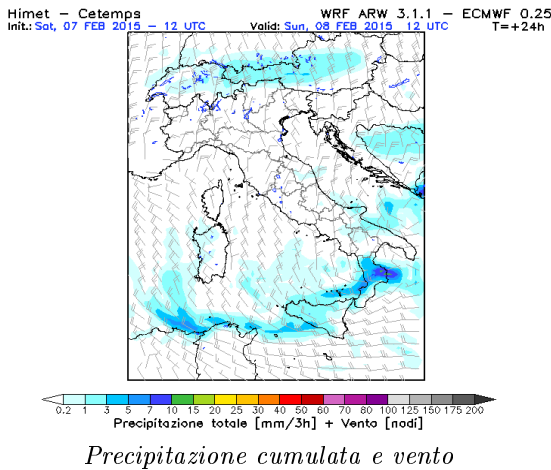 Himet – Cetemps WRF ARW 3.1.1 – ECMWF 0.25
Init.: Sat, 07 FEB 2015 – 12 UTC Valid: Sun, 08 FEB 2015 12 UTC T=+24h
0.2 1 3 5 7 10 15 20 25 30 40 50 60 70 80 90 100 125 150 175 200
Precipitazione totale [mm/3h] + Vento [nodi]
Precipitazione cumulata e vento